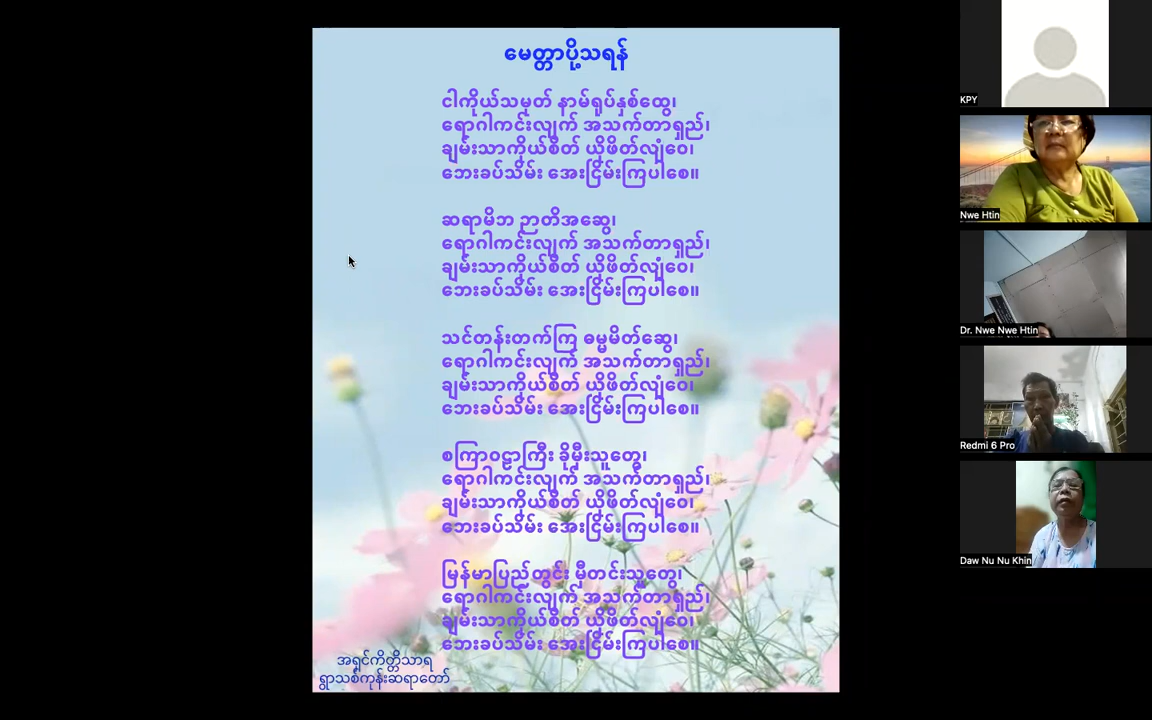 မေတ္တာပို့သရန်
ငါကိုယ်သမုတ် နာမ်ရုပ်နှစ်ထွေ၊
ရောဂါကင်းလျက် အသက်တာရှည်၊
ချမ်းသာကိုယ်စိတ် ယိုဖိတ်လျှံဝေ၊
ဘေးခပ်သိမ်း အေးငြိမ်းကြပါစေ။
ဆရာမိဘ ဉာတိအဆွေ၊
ရောဂါကင်းလျက် အသက်တာရှည်၊
ချမ်းသာကိုယ်စိတ် ယိုဖိတ်လျှံဝေ၊
ဘေးခပ်သိမ်း အေးငြိမ်းကြပါစေ။
သင်တန်းတက်ကြ ဓမ္မမိတ်ဆွေ၊
ရောဂါကင်းလျက် အသက်တာရှည်၊
ချမ်းသာကိုယ်စိတ် ယိုဖိတ်လျှံဝေ၊
ဘေးခပ်သိမ်း အေးငြိမ်းကြပါစေ။
စကြာဝဠာကြီး ခိုမှီးသူတွေ၊
ရောဂါကင်းလျက် အသက်တာရှည်၊
ချမ်းသာကိုယ်စိတ် ယိုဖိတ်လျှံဝေ၊
ဘေးခပ်သိမ်း အေးငြိမ်းကြပါစေ။
မြန်မာပြည်တွင်း မှီတင်းသူတွေ၊
ရောဂါကင်းလျက် အသက်တာရှည်၊
ချမ်းသာကိုယ်စိတ် ယိုဖိတ်လျှံဝေ၊
ဘေးခပ်သိမ်း အေးငြိမ်းကြပါစေ။
အရှင်ကိတ္တိသာရ
ရွာသစ်ကုန်းဆရာတော်
KPY
Nwe Htin
Dr. Nwe Nwe Htin
Redmi 6 Pro
Daw Nu Nu Khin